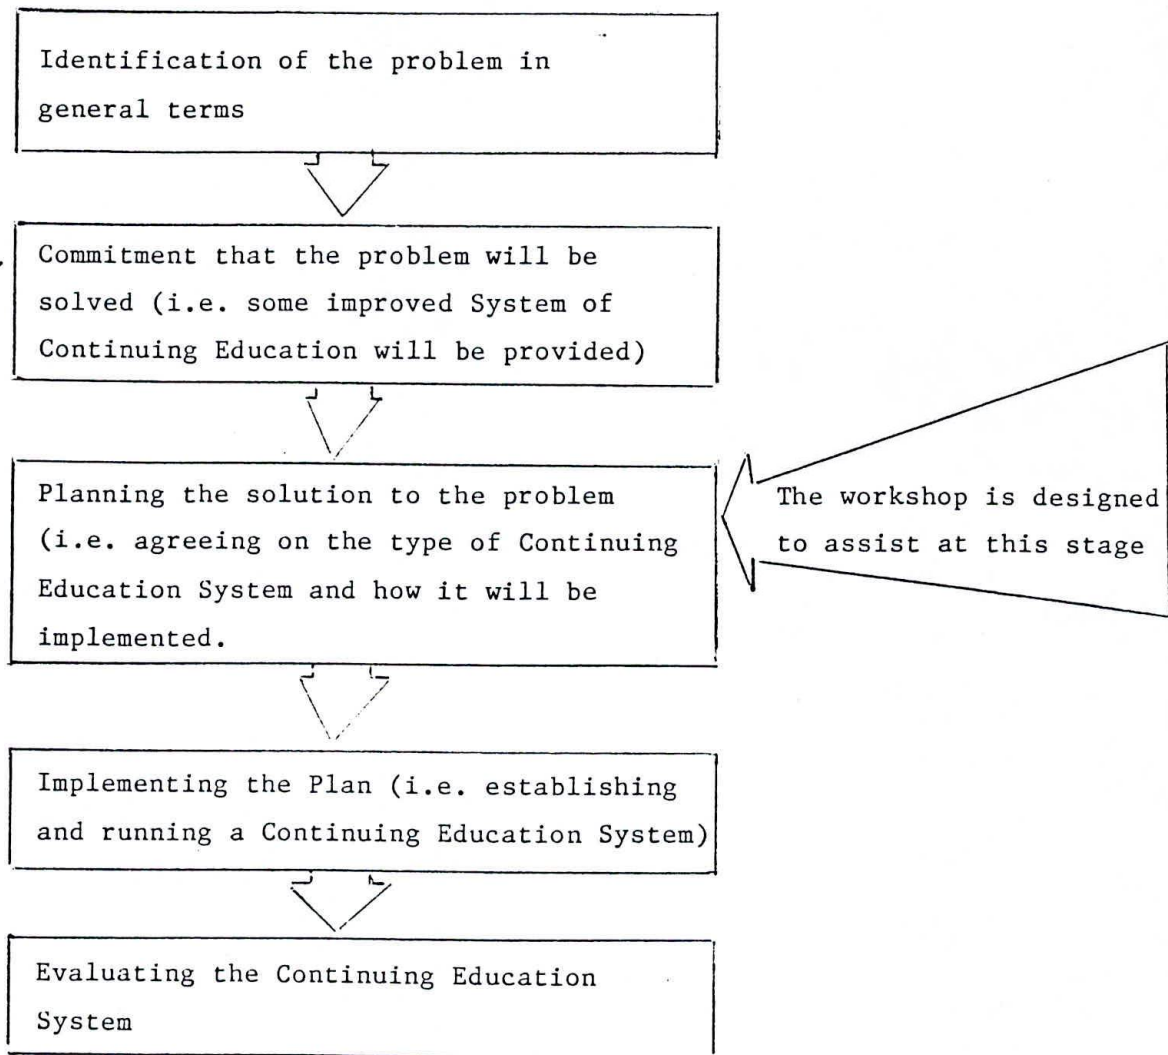 Identification of the problem in
general terms
Commitment that the problem will be
solved (i.e. some improved System of
Continuing Education will be provided)
Planning the solution to the problem
(i.e. agreeing on the type of Continuing
Education System and how it will be
implemented.
The workshop is designed
to assist at this stage
Implementing the Plan (i.e. establishing
and running a Continuing Education System)
Evaluating the Continuing Education
System